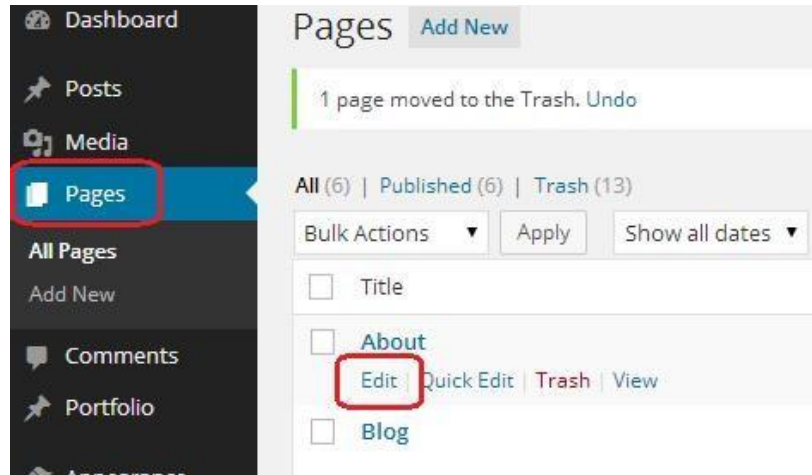 Dashboard
Posts
Media
Pages
All Pages
Add New
Comments
Portfolio
Appearance
Pages Add New
1 page moved to the Trash. Undo
All (6) | Published (6) | Trash (13)
Bulk Actions Apply Show all dates
Title
About
Edit | Quick Edit | Trash | View
Blog